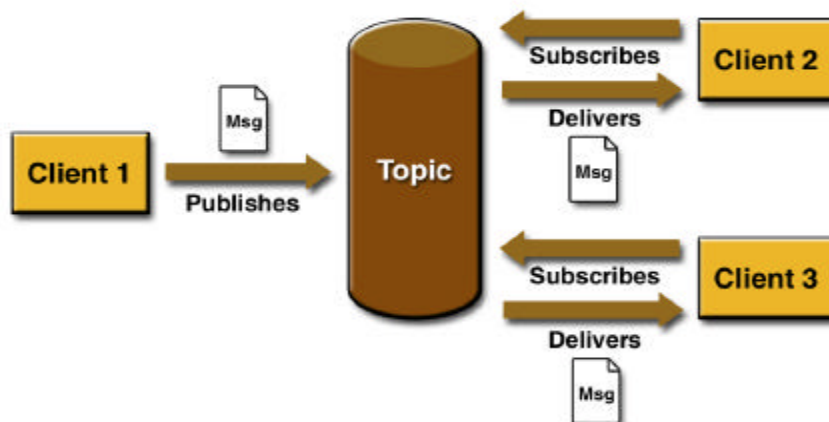 Msg
Client 1
Publishes
Topic
Subscribes
Client 2
Delivers
Msg
Subscribes
Client 3
Delivers
Msg